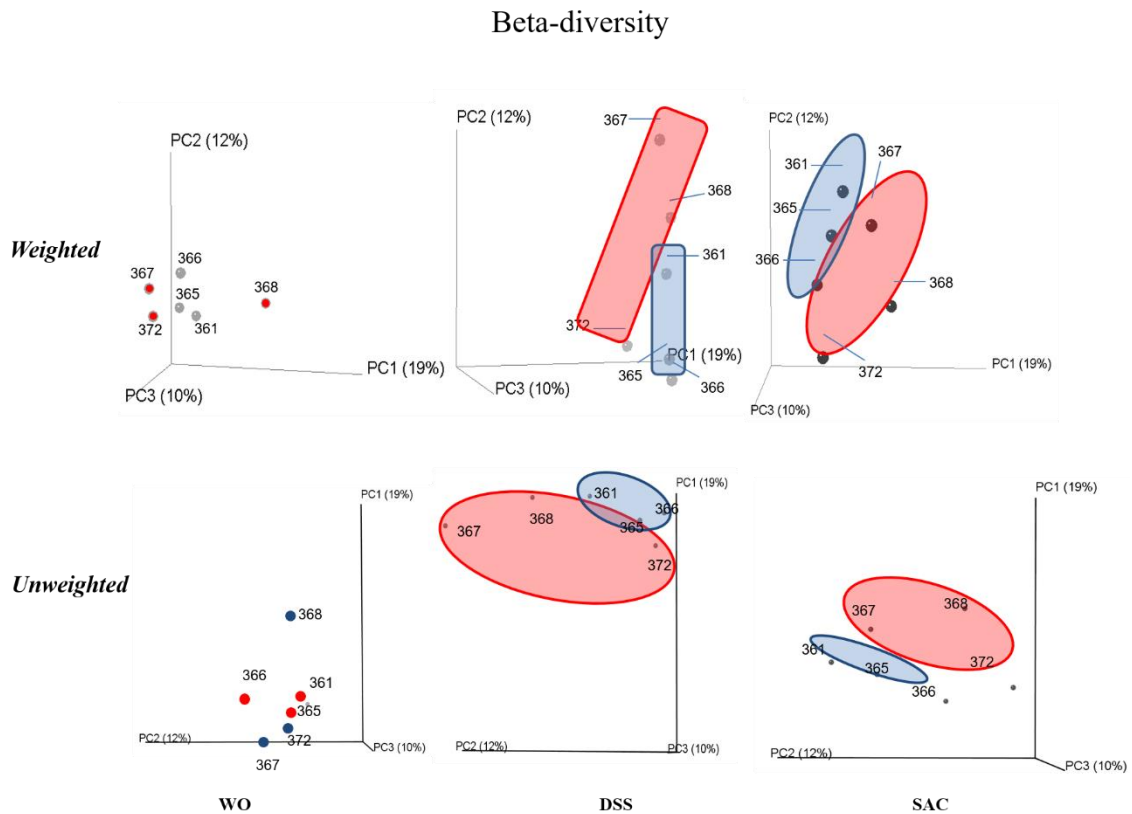 Beta-diversity
Weighted
PC2 (12%)
366
367
368
365
372
361
PC1 (19%)
PC3 (10%)
PC2 (12%)
367
368
361
372
PC1 (19%)
365
366
PC3 (10%)
PC2 (12%)
367
361
365
366
368
PC1 (19%)
372
PC3 (10%)
Unweighted
PC1 (19%)
368
366
361
365
372
PC2 (12%)
PC3 (10%)
367
PC1 (19%)
361
366
368
365
367
372
PC2 (12%)
PC3 (10%)
PC1 (19%)
367
368
361
365
372
366
PC2 (12%)
PC3 (10%)
WO
DSS
SAC